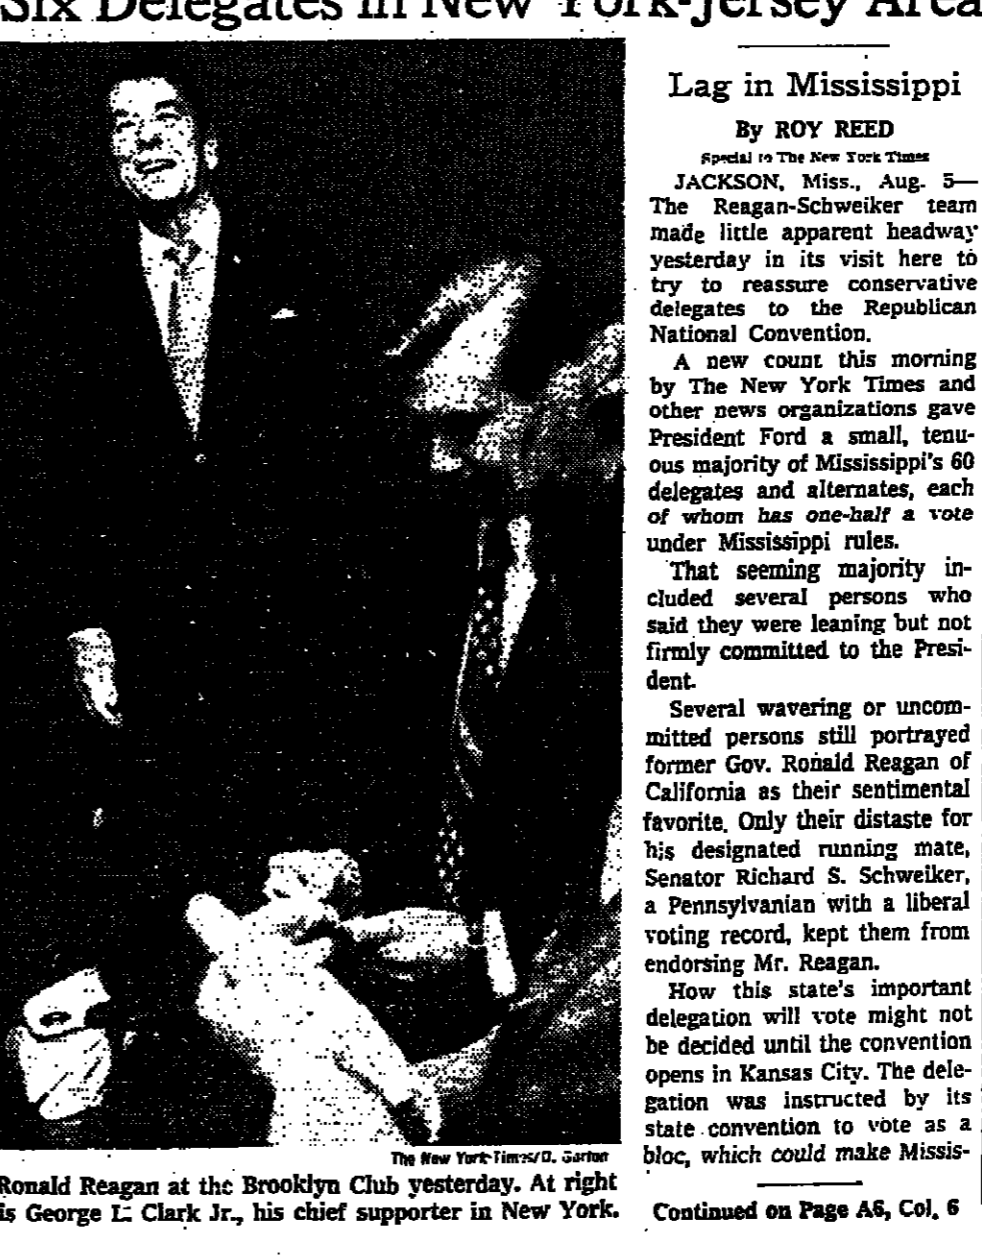 Six Delegates in New York-Jersey Area
Lag in Mississippi
By ROY REED
Special to The New York Times
JACKSON, Miss., Aug. 5—
The Reagan-Schweiker team
made little apparent headway
yesterday in its visit here to
try to reassure conservative
delegates to the Republican
National Convention.
A new count this morning
by The New York Times and
other news organizations gave
President Ford a small, tenu-
ous majority of Mississippi's 60
delegates and alternates, each
of whom has one-half a vote
under Mississippi rules.
That seeming majority in-
cluded several persons who
said they were leaning but not
firmly committed to the Presi-
dent.
Several wavering or uncom-
mitted persons still portrayed
former Gov. Ronald Reagan of
California as their sentimental
favorite. Only their distaste for
his designated running mate,
Senator Richard S. Schweiker,
a Pennsylvanian with a liberal
voting record, kept them from
endorsing Mr. Reagan.
How this state's important
delegation will vote might not
be decided until the convention
opens in Kansas City. The dele-
gation was instructed by its
state convention to vote as a
bloc, which could make Missis-
Continued on Page A6, Col. 6
The New York Times/D. Gorton
Ronald Reagan at the Brooklyn Club yesterday. At right
is George L. Clark Jr., his chief supporter in New York.